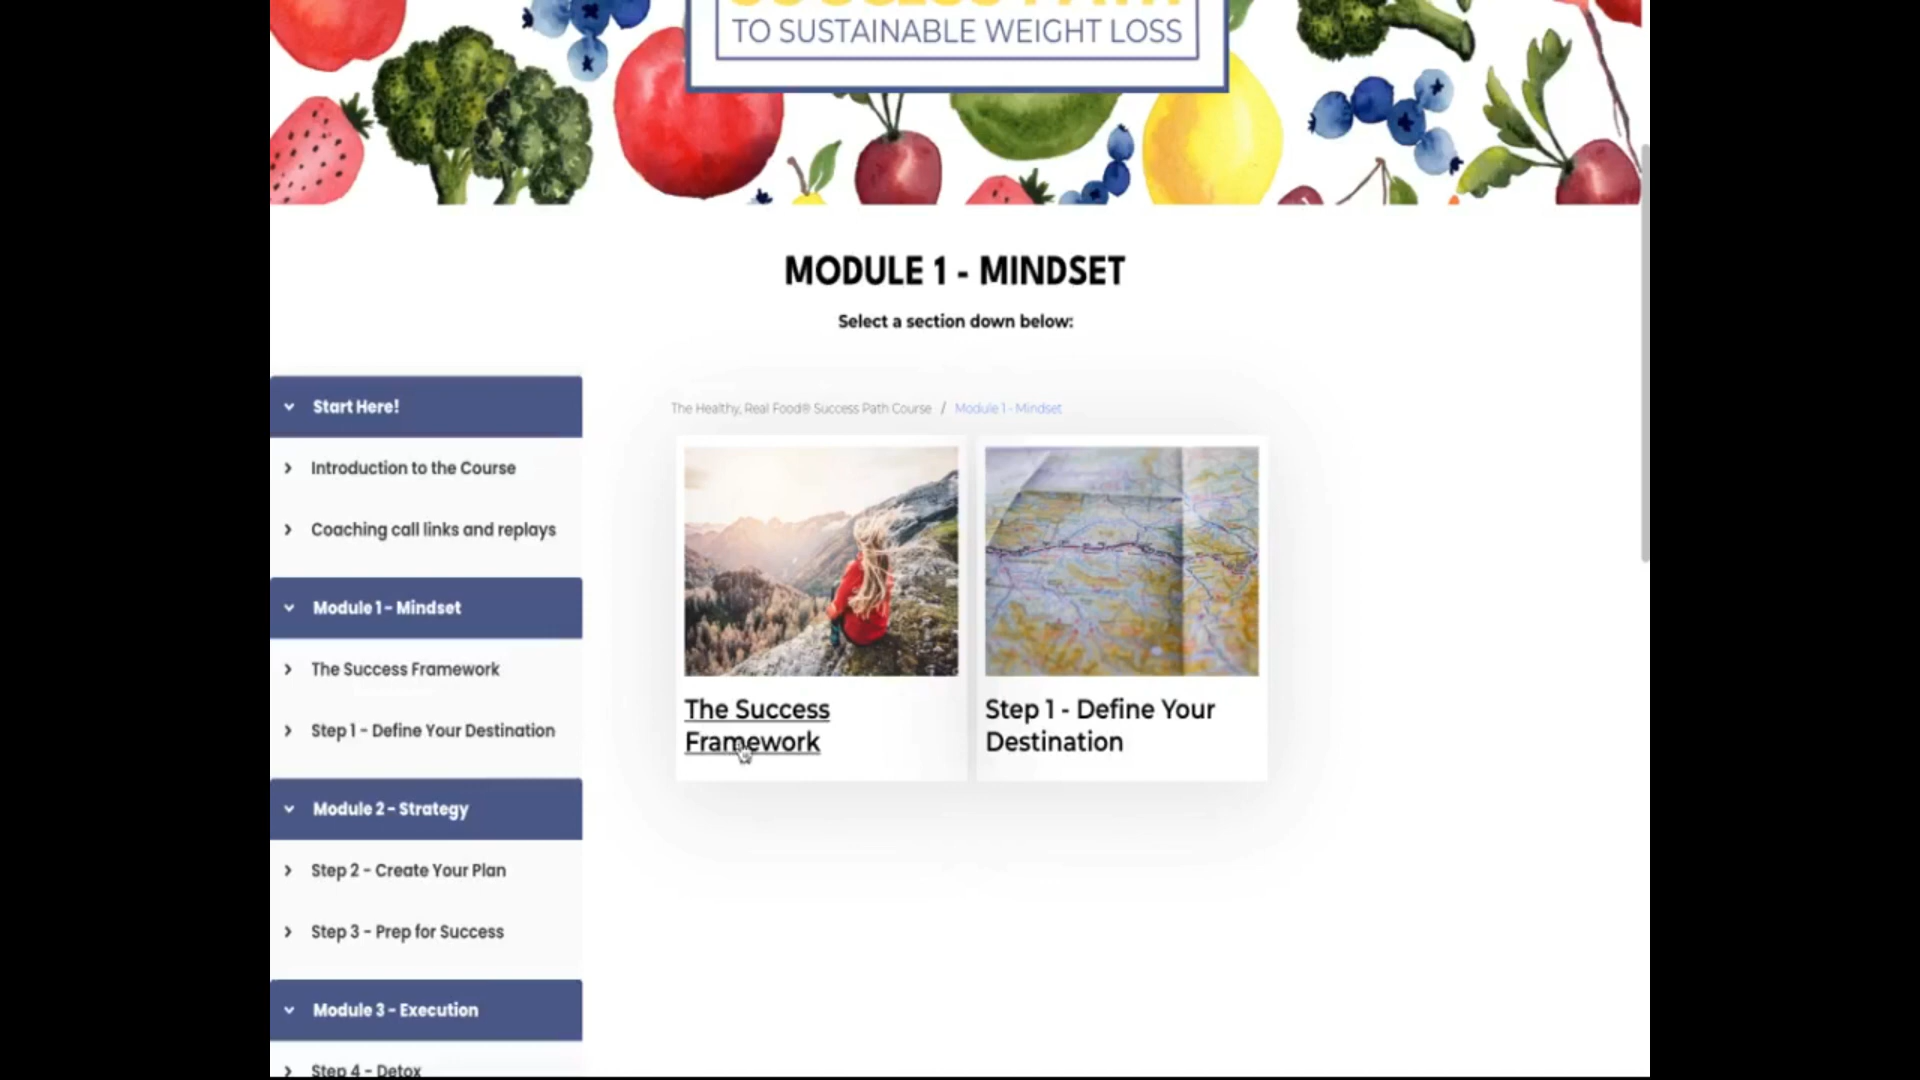 TO SUSTAINABLE WEIGHT LOSS
MODULE 1 - MINDSET
Select a section down below:
Start Here!
Introduction to the Course
Coaching call links and replays
Module 1 - Mindset
The Success Framework
Step 1 - Define Your Destination
Module 2 - Strategy
Step 2 - Create Your Plan
Step 3 - Prep for Success
Module 3 - Execution
Step 4 - Detox
The Healthy, Real Food® Success Path Course / Module 1 - Mindset
The Success
Framework
Step 1 - Define Your
Destination